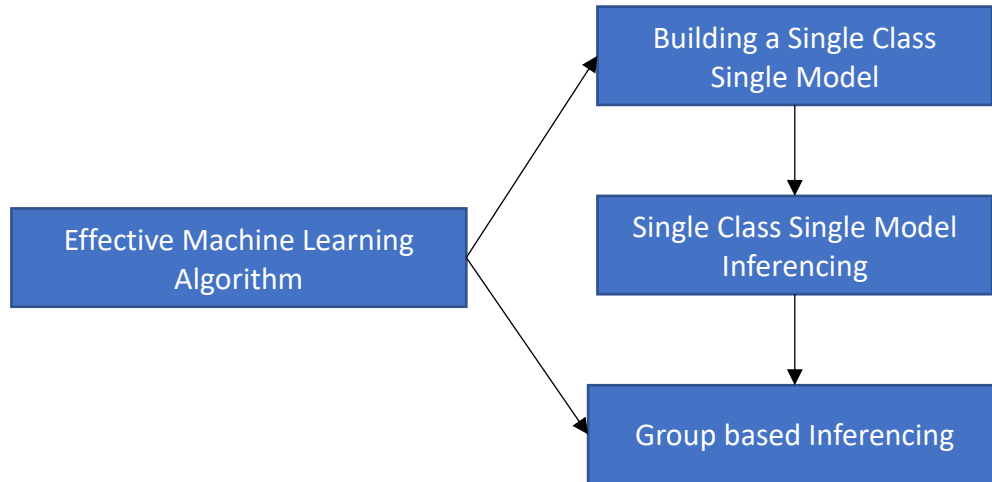 Building a Single Class
Single Model
Effective Machine Learning
Algorithm
Single Class Single Model
Inferencing
Group based Inferencing